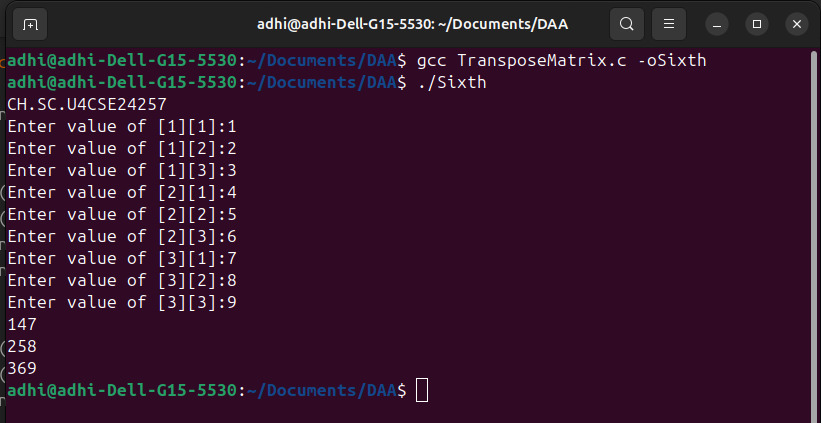 adhi@adhi-Dell-G15-5530: ~/Documents/DAA
adhi@adhi-Dell-G15-5530:~/Documents/DAA$ gcc TransposeMatrix.c -oSixth
adhi@adhi-Dell-G15-5530:~/Documents/DAA$ ./Sixth
CH.SC.U4CSE24257
Enter value of [1][1]:1
Enter value of [1][2]:2
Enter value of [1][3]:3
Enter value of [2][1]:4
Enter value of [2][2]:5
Enter value of [2][3]:6
Enter value of [3][1]:7
Enter value of [3][2]:8
Enter value of [3][3]:9
147
258
369
adhi@adhi-Dell-G15-5530:~/Documents/DAA$